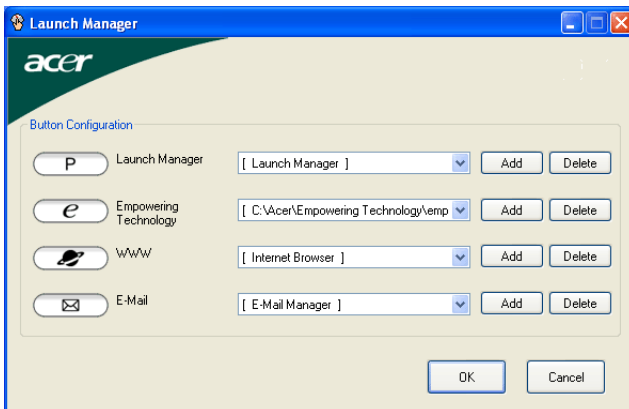 Launch Manager
acer
Button Configuration
P Launch Manager [ Launch Manager ] Add Delete
e Empowering Technology [ C:\Acer\Empowering Technology\emp Add Delete
WWW [ Internet Browser ] Add Delete
E-Mail [ E-Mail Manager ] Add Delete
OK Cancel